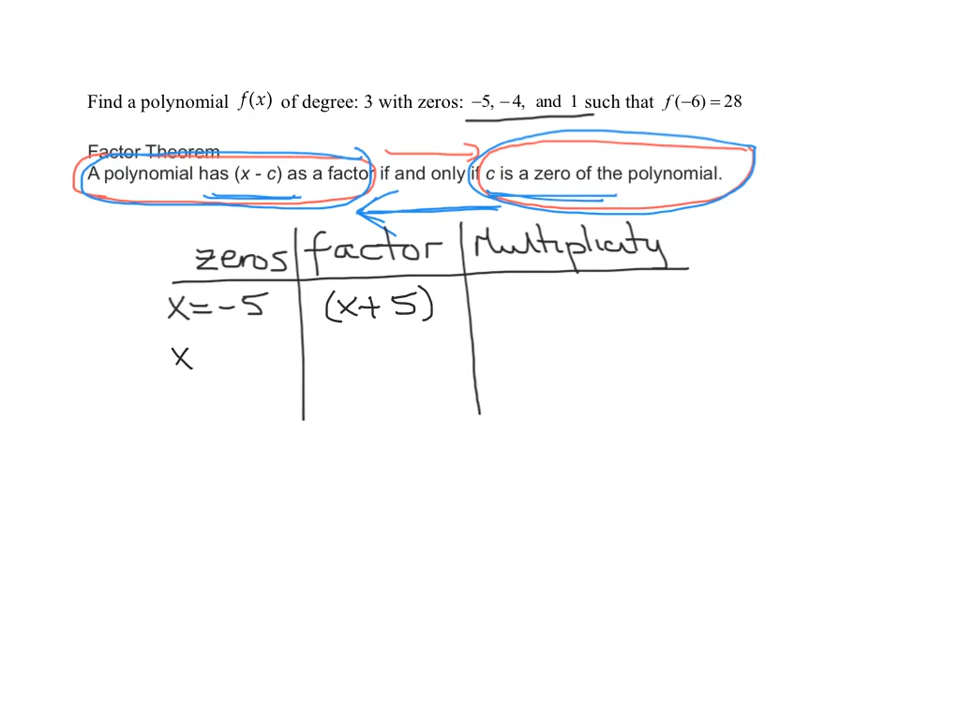 Find a polynomial f(x) of degree: 3 with zeros: −5, −4, and 1 such that f(−6) = 28
Factor Theorem
A polynomial has (x - c) as a factor if and only if c is a zero of the polynomial.
zeros factor Multiplicity
x = -5 (x + 5)
x